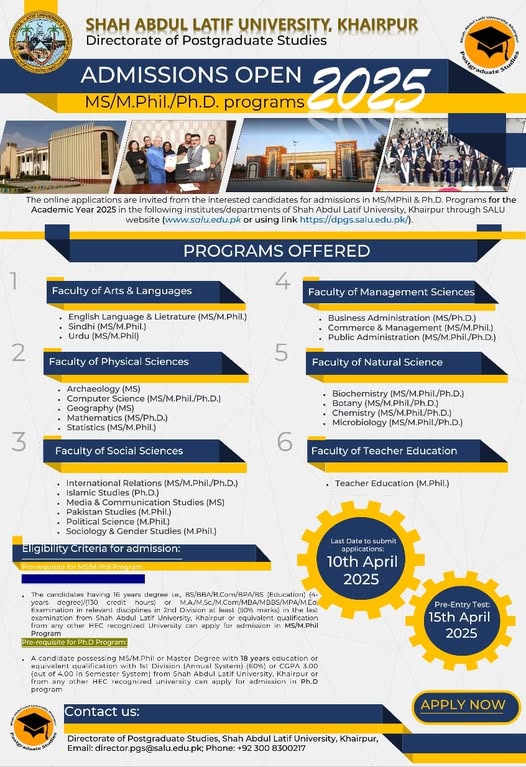 SHAH ABDUL LATIF UNIVERSITY, KHAIRPUR
Directorate of Postgraduate Studies
Postgraduate Studies
ADMISSIONS OPEN
2025
MS/M.Phil./Ph.D. programs
The online applications are invited from the interested candidates for admissions in MS/MPhil & Ph.D. Programs for the
Academic Year 2025 in the following institutes/departments of Shah Abdul Latif University, Khairpur through SALU
website (www.salu.edu.pk or using link https://dpgs.salu.edu.pk/).
PROGRAMS OFFERED
1
Faculty of Arts & Languages
• English Language & Lietrature (MS/M.Phil.)
• Sindhi (MS/M.Phil.)
• Urdu (MS/M.Phil)
2
Faculty of Physical Sciences
• Archaeology (MS)
• Computer Science (MS/M.Phil./Ph.D.)
• Geography (MS)
• Mathematics (MS/Ph.D.)
• Statistics (MS/M.Phil.)
3
Faculty of Social Sciences
• International Relations (MS/M.Phil./Ph.D.)
• Islamic Studies (Ph.D.)
• Media & Communication Studies (MS)
• Pakistan Studies (M.Phil.)
• Political Science (M.Phil.)
• Sociology & Gender Studies (M.Phil.)
4
Faculty of Management Sciences
• Business Administration (MS/Ph.D.)
• Commerce & Management (MS/M.Phil.)
• Public Administration (MS/M.Phil./Ph.D.)
5
Faculty of Natural Science
• Biochemistry (MS/M.Phil./Ph.D.)
• Botany (MS/M.Phil./Ph.D.)
• Chemistry (MS/M.Phil./Ph.D.)
• Microbiology (MS/M.Phil./Ph.D.)
6
Faculty of Teacher Education
• Teacher Education (M.Phil.)
Eligibility Criteria for admission:
Pre-requisite for MS/M.Phil Program:
• The candidates having 16 years degree i.e., BS/BBA/B.Com/BPA/BS (Education) (4-
years degree)/(130 credit hours) or M.A/M.Sc/M.Com/MBA/MBBS/MPA/M.Ed.
Examination in relevant disciplines in 2nd Division at least (50% marks) in the last
examination from Shah Abdul Latif University, Khairpur or equivalent qualification
from any other HEC recognized University can apply for admission in MS/M.Phil
Program
Pre-requisite for Ph.D Program:
• A candidate possessing MS/M.Phil or Master Degree with 18 years education or
equivalent qualification with 1st Division (Annual System) (60%) or CGPA 3.00
(out of 4.00 in Semester System) from Shah Abdul Latif University, Khairpur or
from any other HEC recognized university can apply for admission in Ph.D
program
Last Date to submit
applications:
10th April
2025
Pre-Entry Test:
15th April
2025
APPLY NOW
Postgraduate Studies
Contact us:
Directorate of Postgraduate Studies, Shah Abdul Latif University, Khairpur,
Email: director.pgs@salu.edu.pk; Phone: +92 300 8300217